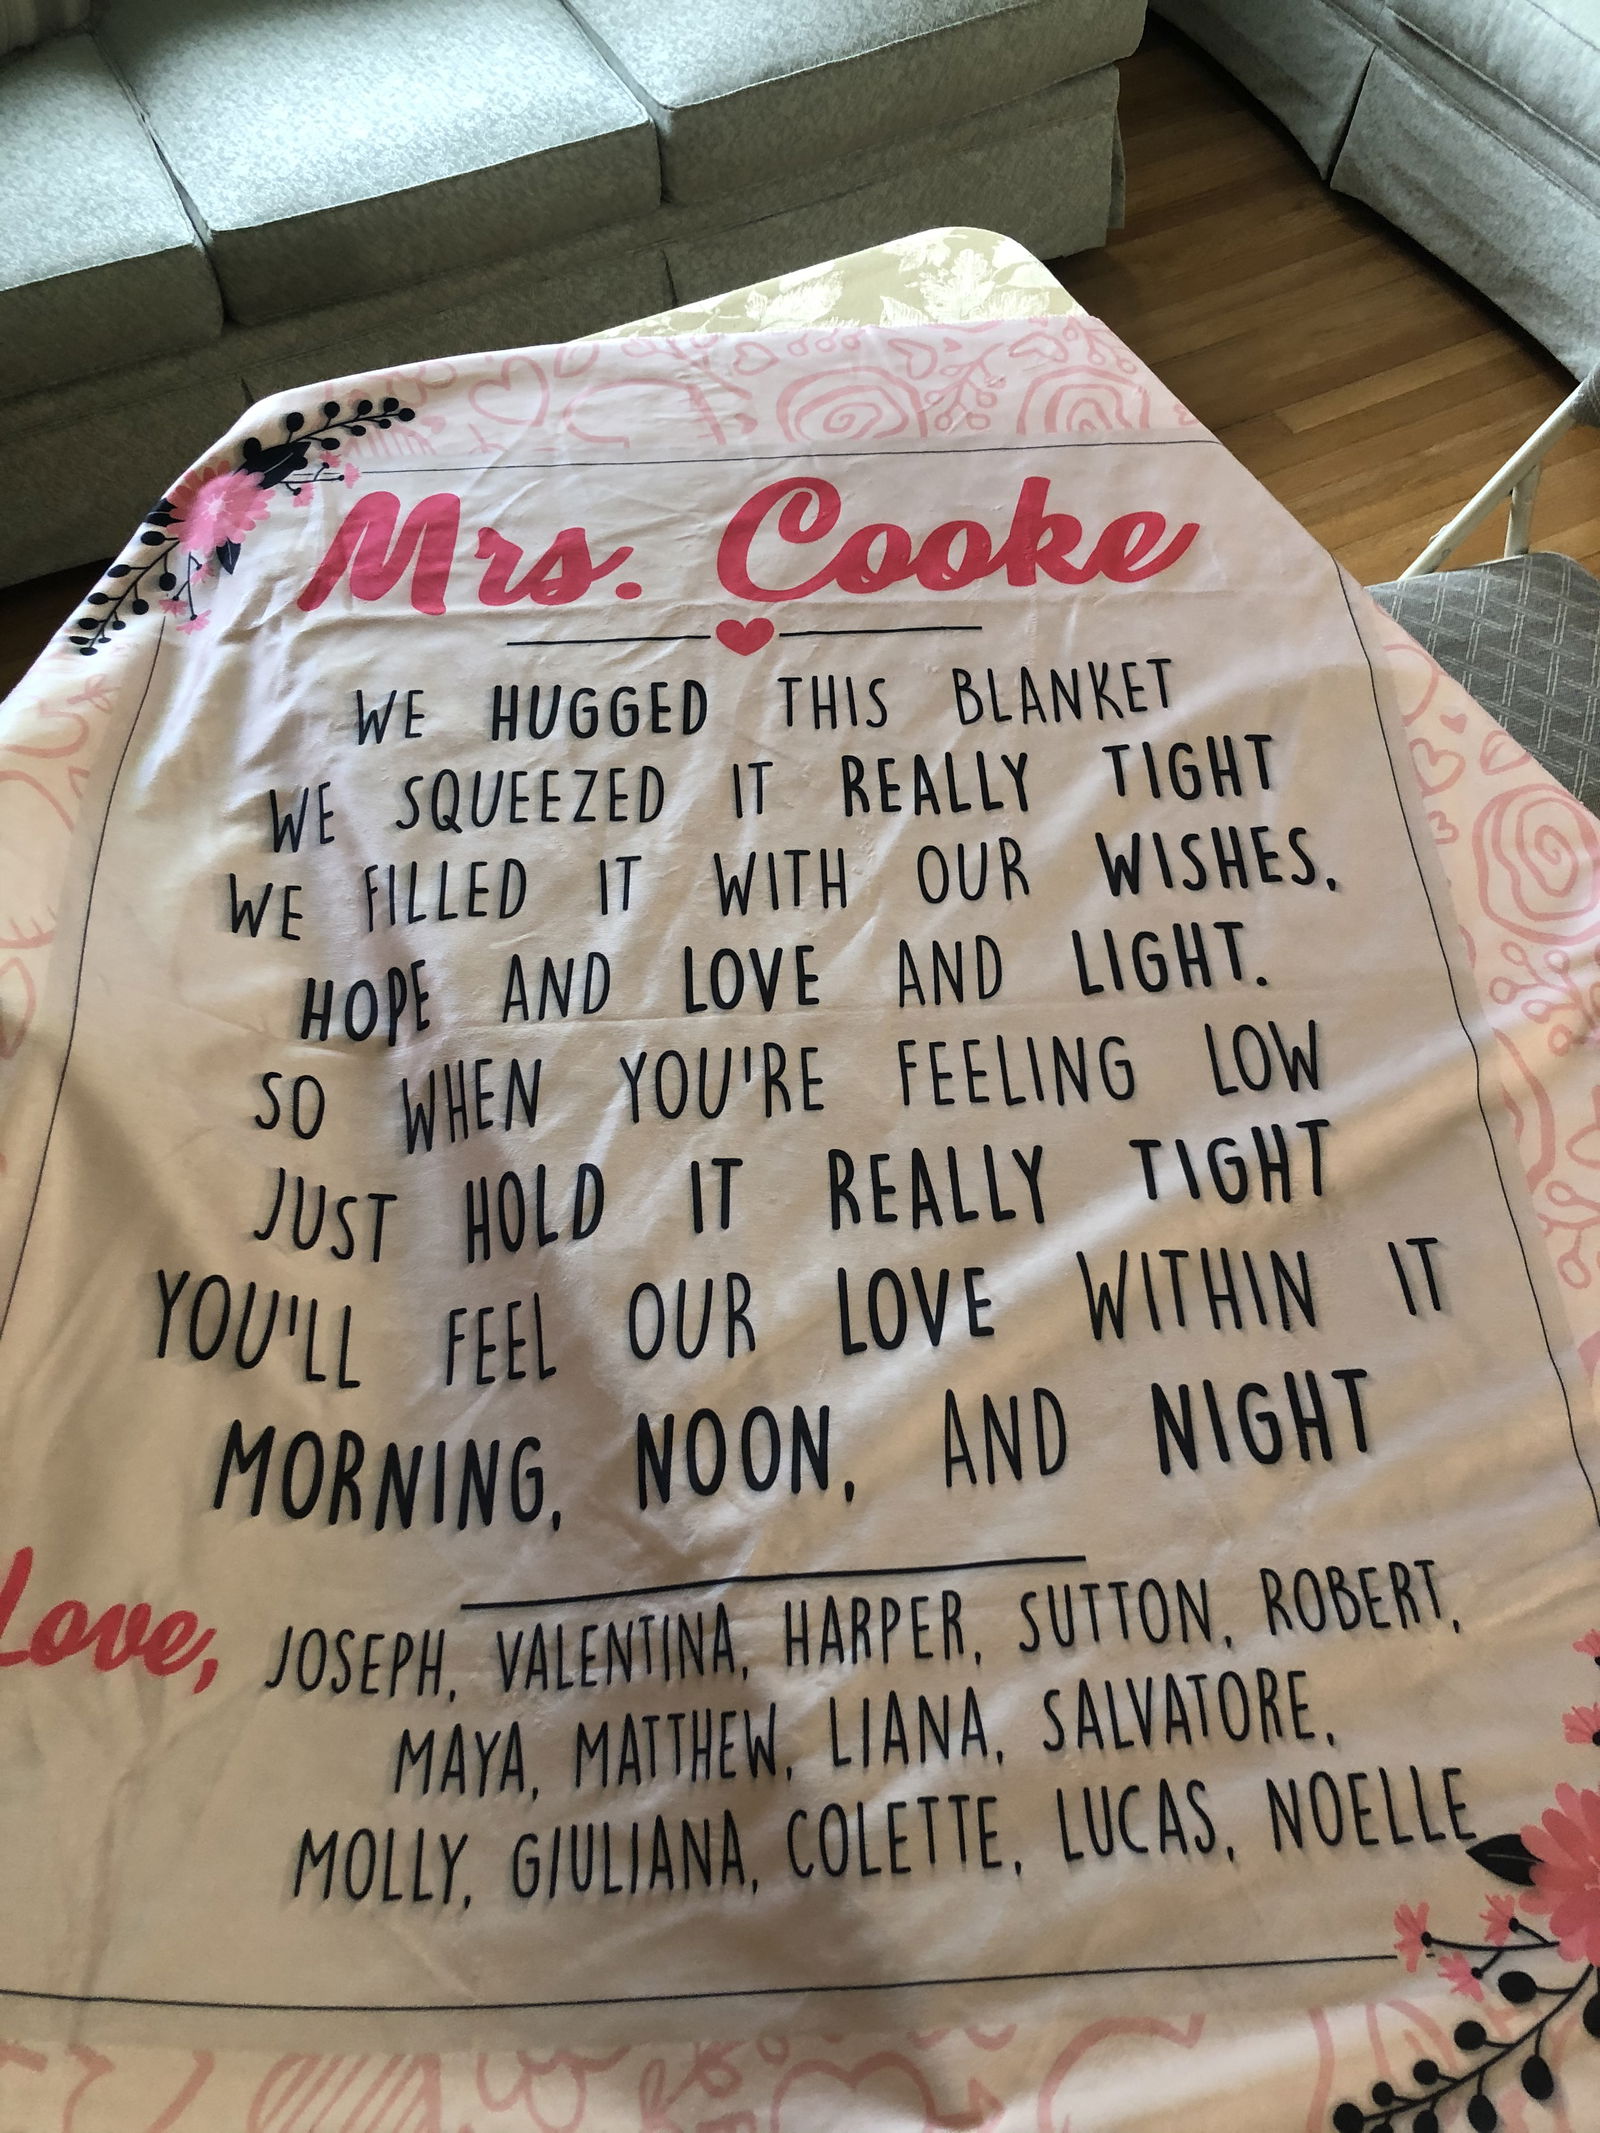 Mrs. Cooke
WE HUGGED THIS BLANKET
WE SQUEEZED IT REALLY TIGHT
WE FILLED IT WITH OUR WISHES,
HOPE AND LOVE AND LIGHT.
SO WHEN YOU'RE FEELING LOW
JUST HOLD IT REALLY TIGHT
YOU'LL FEEL OUR LOVE WITHIN IT
MORNING, NOON, AND NIGHT
Love, JOSEPH, VALENTINA, HARPER, SUTTON, ROBERT,
MAYA, MATTHEW, LIANA, SALVATORE,
MOLLY, GIULIANA, COLETTE, LUCAS, NOELLE